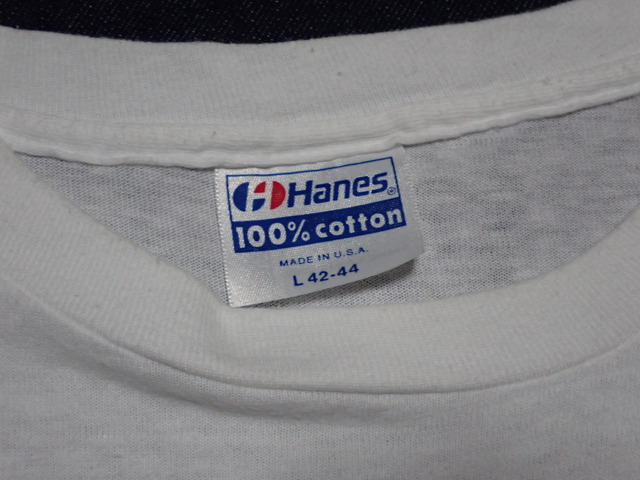 Hanes®
100% cotton
MADE IN U.S.A.
L 42-44